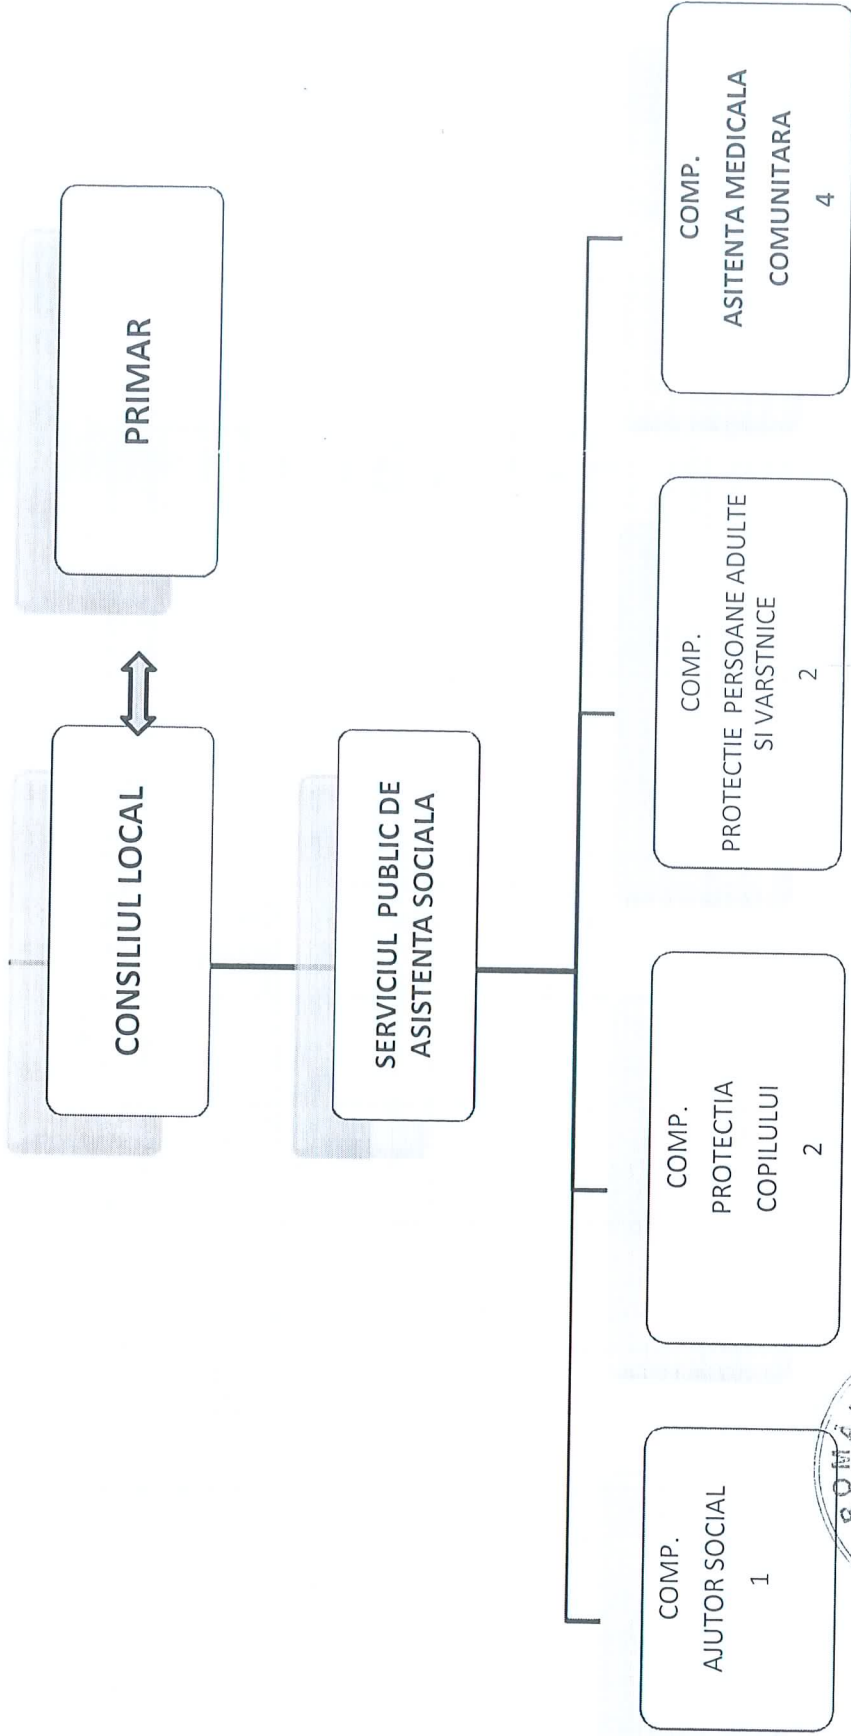 CONSILIUL LOCAL
PRIMAR
SERVICIUL PUBLIC DE
ASISTENTA SOCIALA
COMP.
AJUTOR SOCIAL
1
COMP.
PROTECTIA
COPILULUI
2
COMP.
PROTECTIE PERSOANE ADULTE
SI VARSTNICE
2
COMP.
ASITENTA MEDICALA
COMUNITARA
4